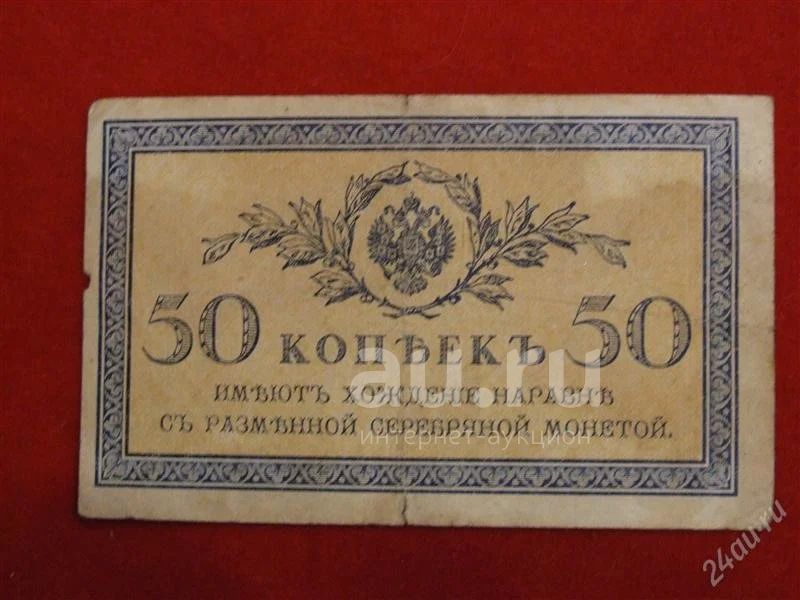 50 КОПѢЕКЪ 50
ИМѢЮТЪ ХОЖДЕНІЕ НАРАВНѢ
СЪ РАЗМѢННОЙ СЕРЕБРЯНОЙ МОНЕТОЙ.
au.ru
интернет-аукцион
24au.ru